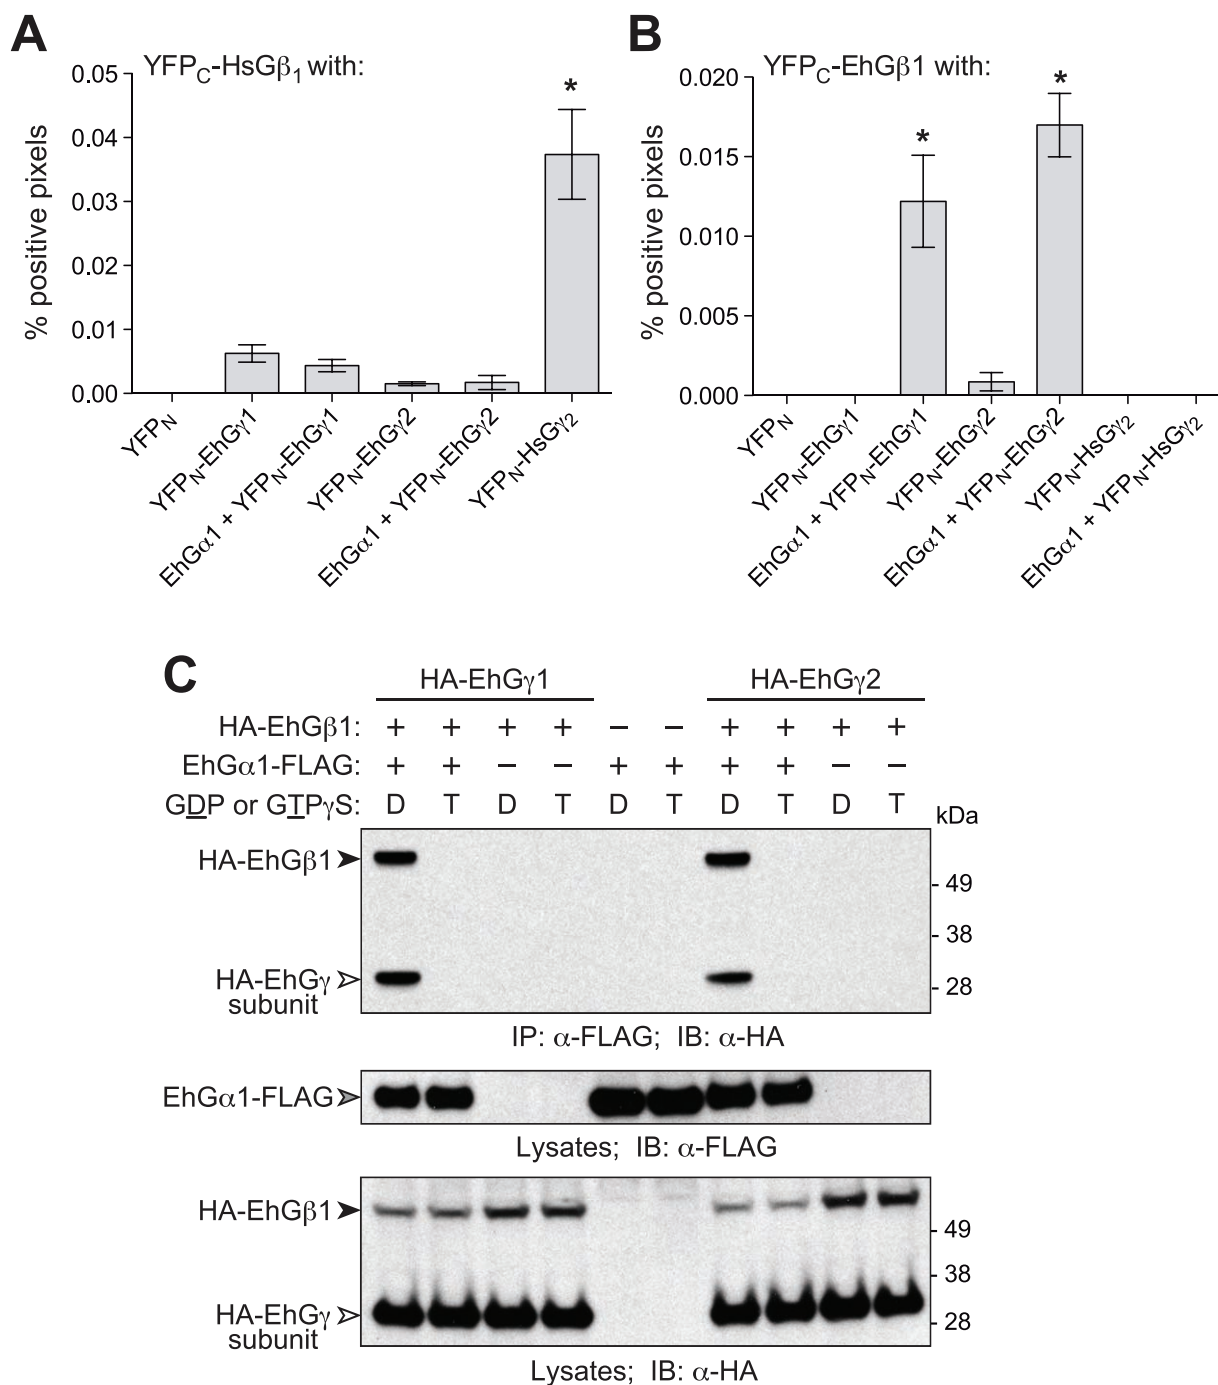 A
YFPC-HsGβ1 with:
% positive pixels
0.05
0.04
0.03
0.02
0.01
0.00
*
YFPN
YFPN-EhGγ1
EhGα1 + YFPN-EhGγ1
YFPN-EhGγ2
EhGα1 + YFPN-EhGγ2
YFPN-HsGγ2
B
YFPC-EhGβ1 with:
% positive pixels
0.020
0.015
0.010
0.005
0.000
*
*
YFPN
YFPN-EhGγ1
EhGα1 + YFPN-EhGγ1
YFPN-EhGγ2
EhGα1 + YFPN-EhGγ2
YFPN-HsGγ2
EhGα1 + YFPN-HsGγ2
C
HA-EhGγ1 HA-EhGγ2
HA-EhGβ1: + + + + – – + + + +
EhGα1-FLAG: + + – – + + + + – –
GDP or GTPγS: D T D T D T D T D T
kDa
HA-EhGβ1
- 49
- 38
HA-EhGγ
subunit
- 28
IP: α-FLAG; IB: α-HA
EhGα1-FLAG
Lysates; IB: α-FLAG
HA-EhGβ1
- 49
- 38
HA-EhGγ
subunit
- 28
Lysates; IB: α-HA